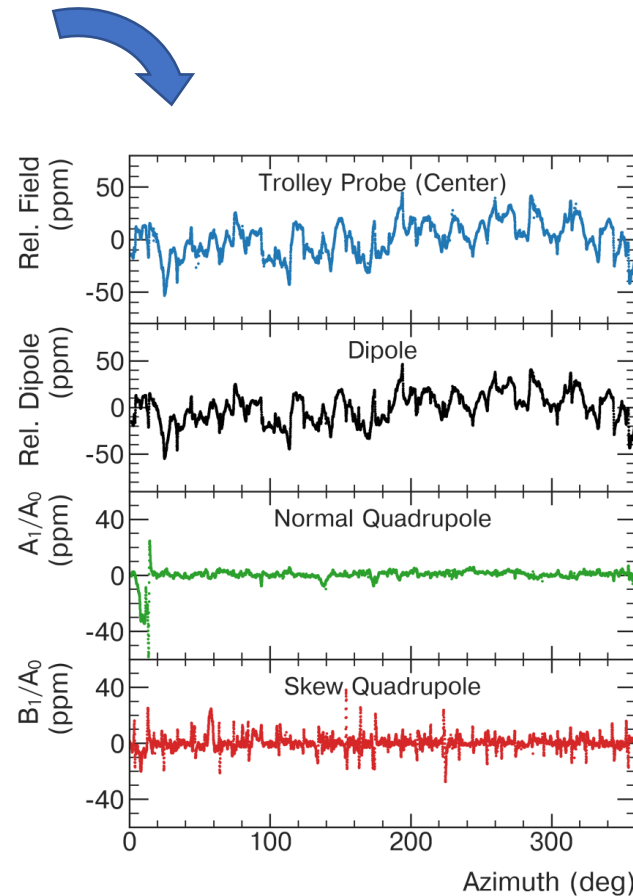 Rel. Field
(ppm)
50
0
-50
Trolley Probe (Center)
Rel. Dipole
(ppm)
50
0
-50
Dipole
A₁/A₀
(ppm)
40
0
-40
Normal Quadrupole
B₁/A₀
(ppm)
40
0
-40
Skew Quadrupole
0 100 200 300
Azimuth (deg)